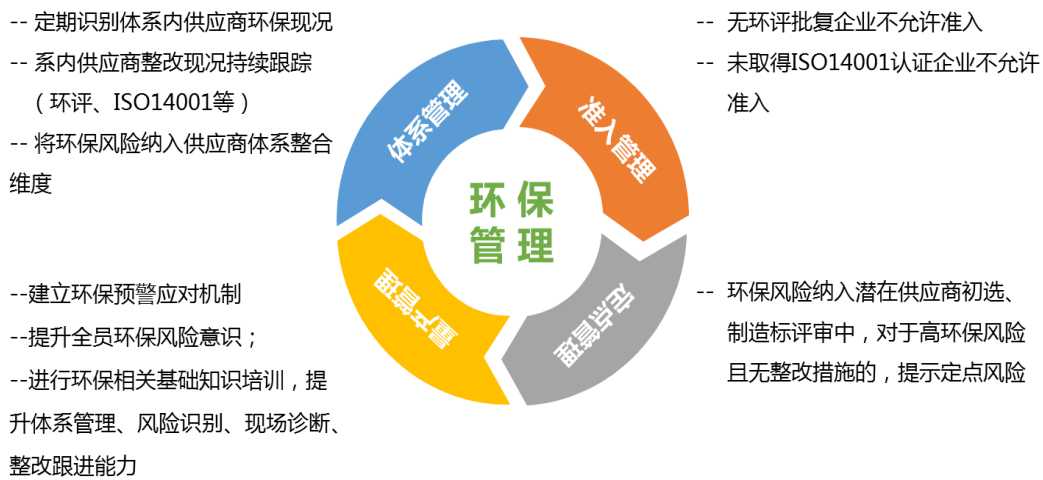 -- 定期识别体系内供应商环保现况
-- 系内供应商整改现况持续跟踪
（环评、ISO14001等）
-- 将环保风险纳入供应商体系整合
维度
-- 无环评批复企业不允许准入
-- 未取得ISO14001认证企业不允许
准入
体系管理
准入管理
环保
管理
量产管理
定点管理
--建立环保预警应对机制
--提升全员环保风险意识；
--进行环保相关基础知识培训，提
升体系管理、风险识别、现场诊断、
整改跟进能力
-- 环保风险纳入潜在供应商初选、
制造标评审中，对于高环保风险
且无整改措施的，提示定点风险